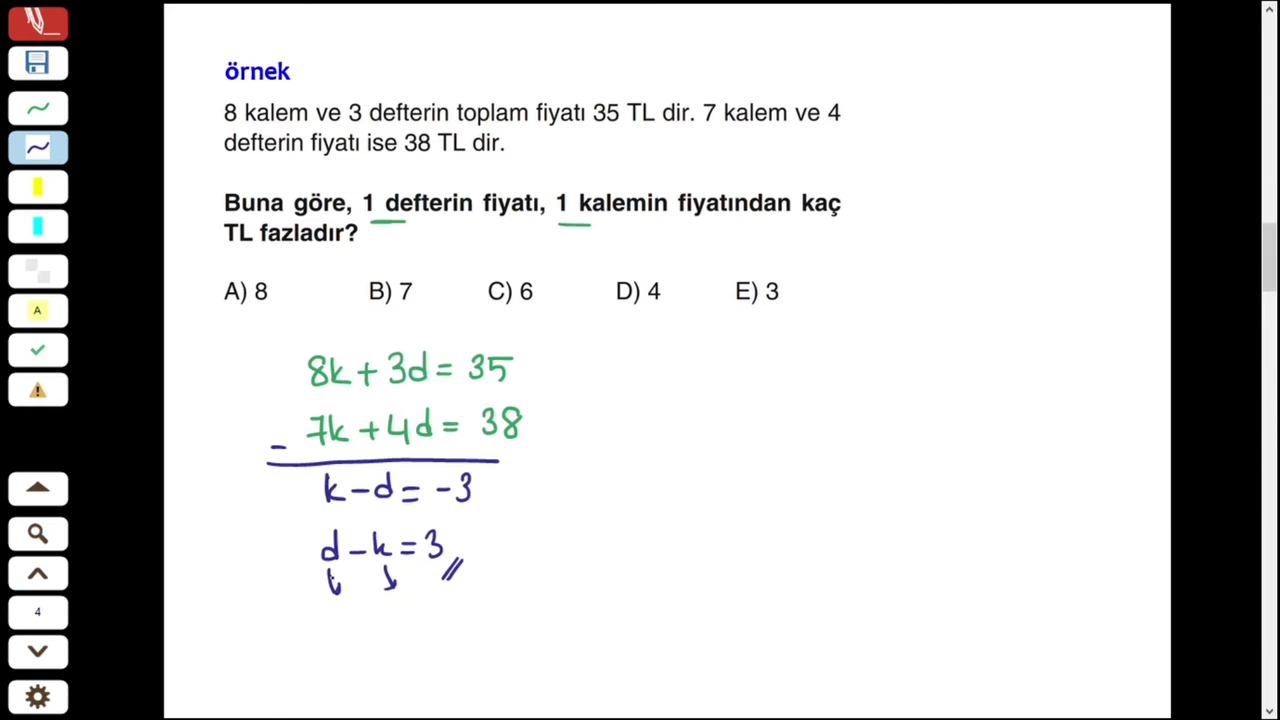 örnek
8 kalem ve 3 defterin toplam fiyatı 35 TL dir. 7 kalem ve 4
defterin fiyatı ise 38 TL dir.
Buna göre, 1 defterin fiyatı, 1 kalemin fiyatından kaç
TL fazladır?
A) 8 B) 7 C) 6 D) 4 E) 3
8k + 3d = 35
7k + 4d = 38
-
k - d = -3
d - k = 3
A
4